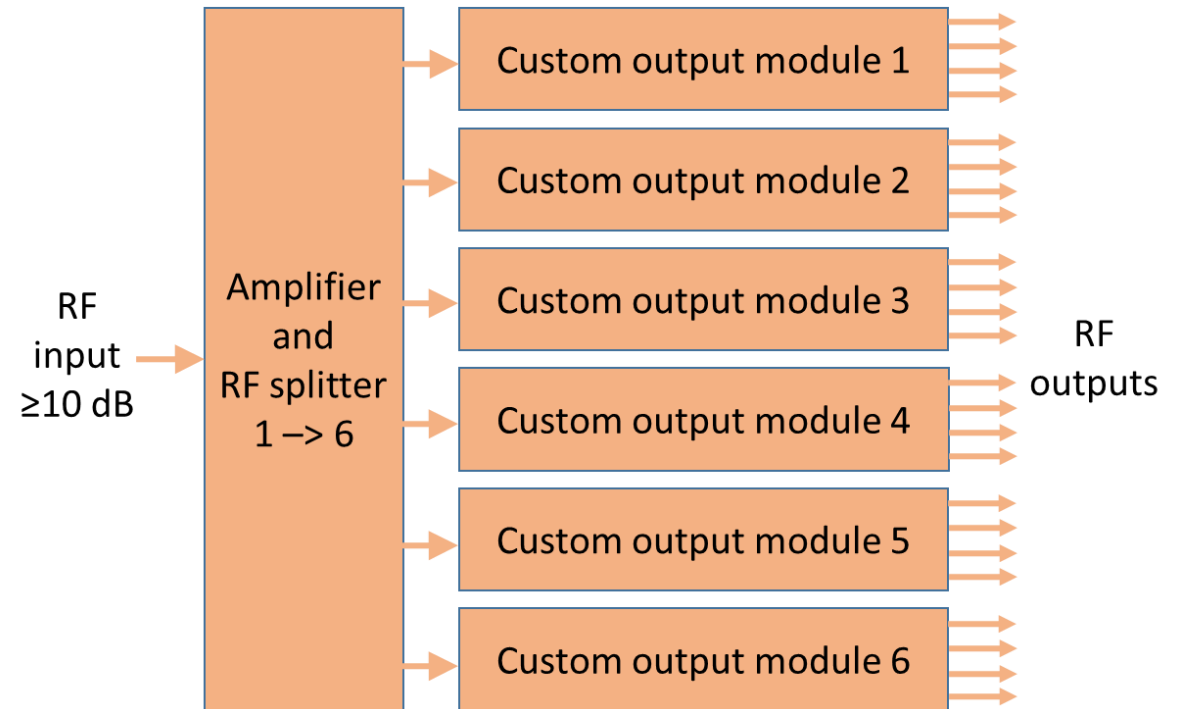 RF
input
≥10 dB
Amplifier
and
RF splitter
1 –> 6
Custom output module 1
Custom output module 2
Custom output module 3
Custom output module 4
Custom output module 5
Custom output module 6
RF
outputs